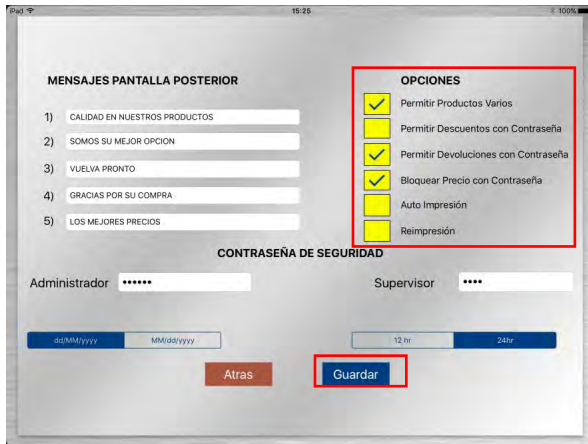 iPad 15:25 100%
MENSAJES PANTALLA POSTERIOR
1) CALIDAD EN NUESTROS PRODUCTOS
2) SOMOS SU MEJOR OPCION
3) VUELVA PRONTO
4) GRACIAS POR SU COMPRA
5) LOS MEJORES PRECIOS
OPCIONES
Permitir Productos Varios
Permitir Descuentos con Contraseña
Permitir Devoluciones con Contraseña
Bloquear Precio con Contraseña
Auto Impresión
Reimpresión
CONTRASEÑA DE SEGURIDAD
Administrador ••••••
Supervisor ••••
dd/MM/yyyy MM/dd/yyyy
12 hr 24hr
Atras Guardar